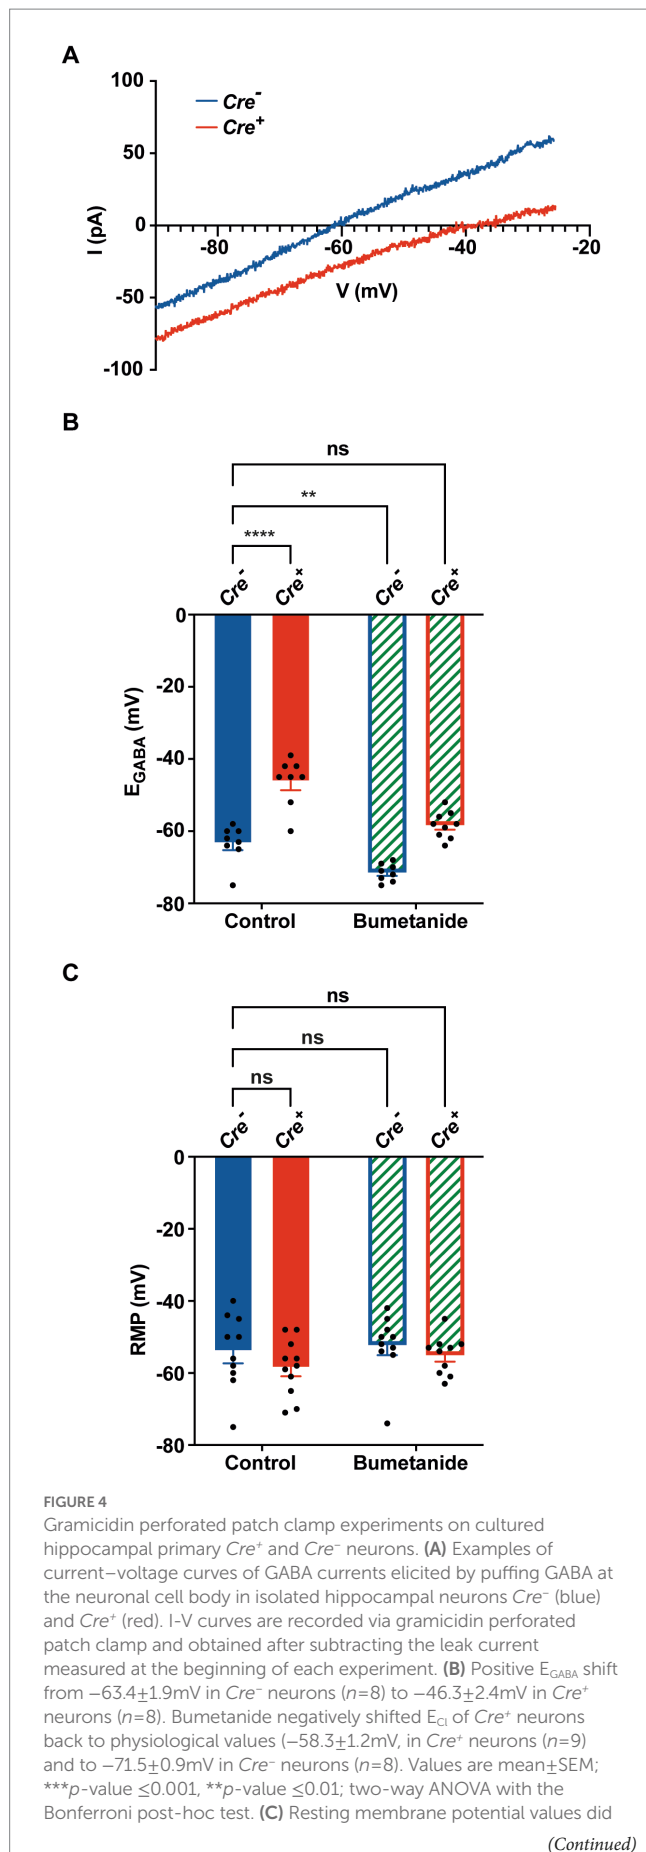 A
100
50
0
-50
-100
I (pA)
Cre-
Cre+
-80
-60
-40
-20
V (mV)
B
ns
**
****
Cre-
Cre+
Cre-
Cre+
0
-20
-40
-60
-80
EGABA (mV)
Control
Bumetanide
C
ns
ns
ns
Cre-
Cre+
Cre-
Cre+
0
-20
-40
-60
-80
RMP (mV)
Control
Bumetanide
FIGURE 4
Gramicidin perforated patch clamp experiments on cultured
hippocampal primary Cre+ and Cre− neurons. (A) Examples of
current–voltage curves of GABA currents elicited by puffing GABA at
the neuronal cell body in isolated hippocampal neurons Cre− (blue)
and Cre+ (red). I-V curves are recorded via gramicidin perforated
patch clamp and obtained after subtracting the leak current
measured at the beginning of each experiment. (B) Positive EGABA shift
from −63.4±1.9mV in Cre− neurons (n=8) to −46.3±2.4mV in Cre+
neurons (n=8). Bumetanide negatively shifted ECl of Cre+ neurons
back to physiological values (−58.3±1.2mV, in Cre+ neurons (n=9)
and to −71.5±0.9mV in Cre− neurons (n=8). Values are mean±SEM;
***p-value ≤0.001, **p-value ≤0.01; two-way ANOVA with the
Bonferroni post-hoc test. (C) Resting membrane potential values did
(Continued)